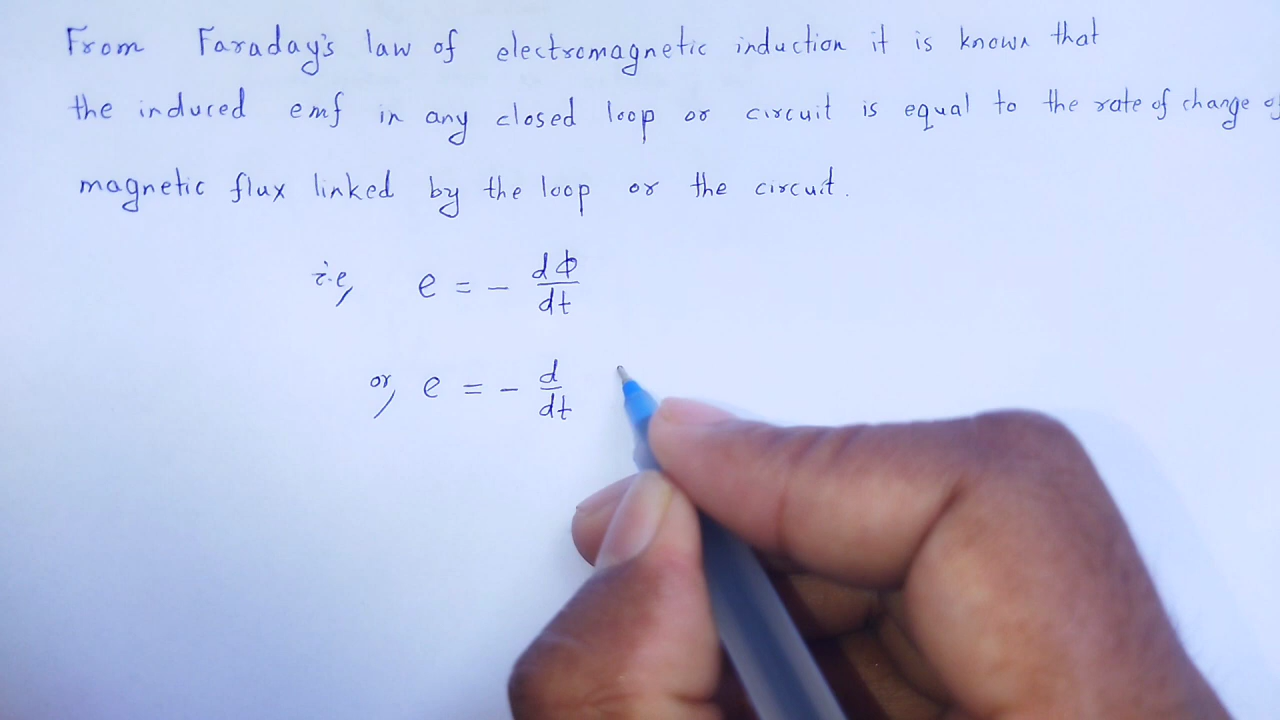 From Faraday's law of electromagnetic induction it is known that
the induced emf in any closed loop or circuit is equal to the rate of change of
magnetic flux linked by the loop or the circuit.
i.e, e = - dΦ/dt
or, e = - d/dt